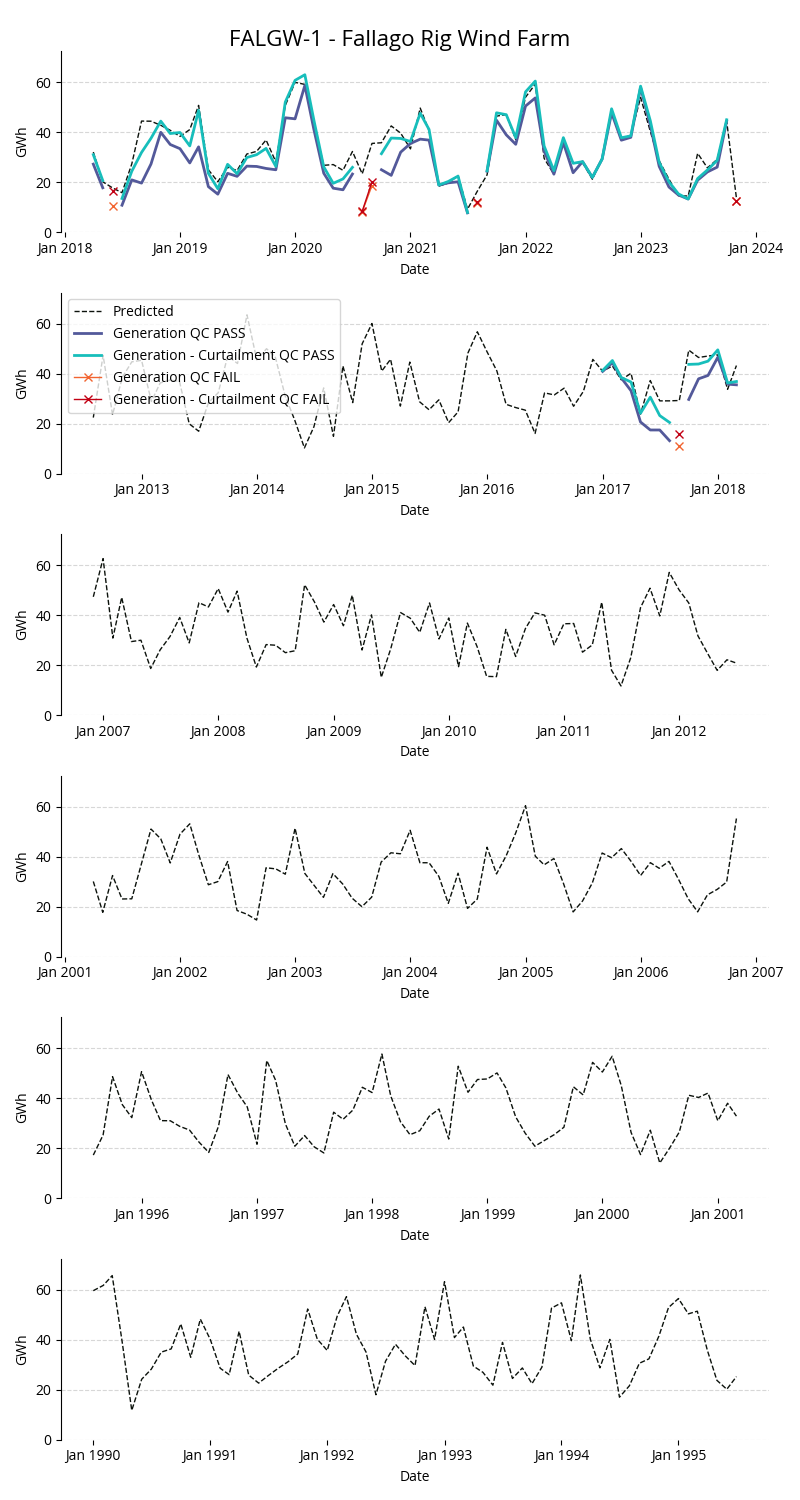 FALGW-1 - Fallago Rig Wind Farm
60
40
20
0
GWh
Jan 2018 Jan 2019 Jan 2020 Jan 2021 Jan 2022 Jan 2023 Jan 2024
Date
60
40
20
0
GWh
Predicted
Generation QC PASS
Generation - Curtailment QC PASS
Generation QC FAIL
Generation - Curtailment QC FAIL
Jan 2013 Jan 2014 Jan 2015 Jan 2016 Jan 2017 Jan 2018
Date
60
40
20
0
GWh
Jan 2007 Jan 2008 Jan 2009 Jan 2010 Jan 2011 Jan 2012
Date
60
40
20
0
GWh
Jan 2001 Jan 2002 Jan 2003 Jan 2004 Jan 2005 Jan 2006 Jan 2007
Date
60
40
20
0
GWh
Jan 1996 Jan 1997 Jan 1998 Jan 1999 Jan 2000 Jan 2001
Date
60
40
20
0
GWh
Jan 1990 Jan 1991 Jan 1992 Jan 1993 Jan 1994 Jan 1995
Date